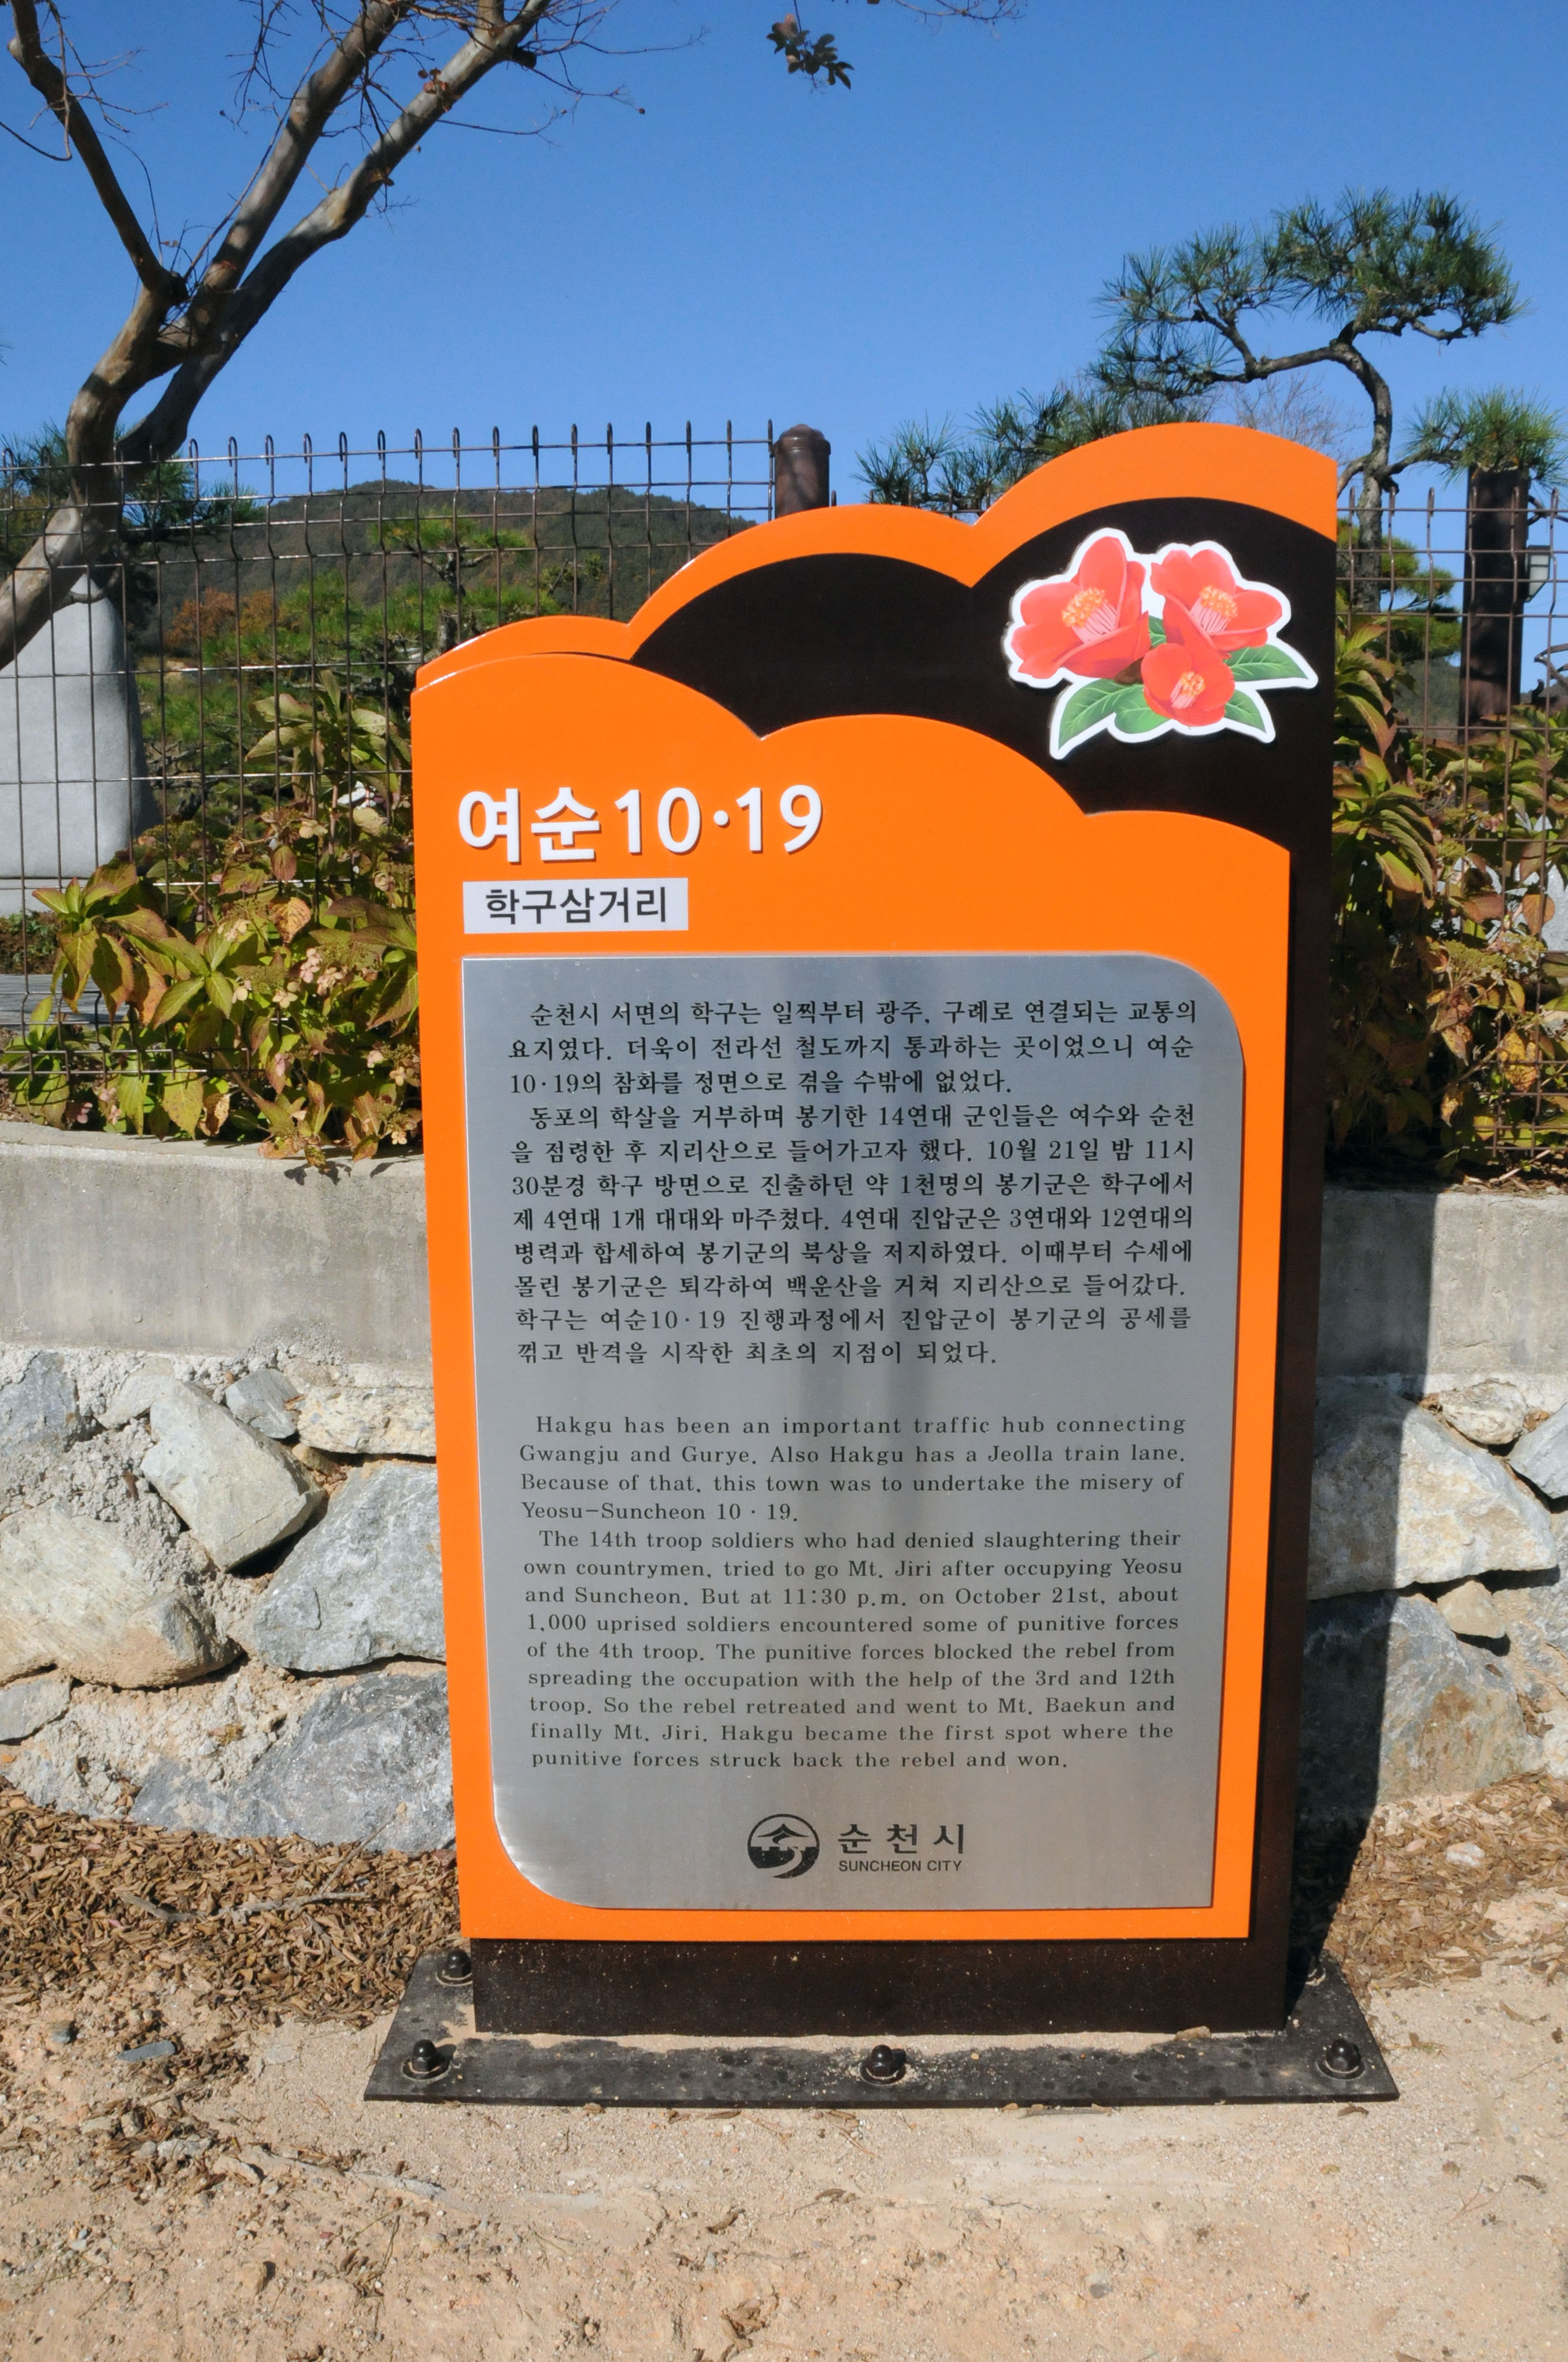 여순10·19
학구삼거리
순천시 서면의 학구는 일찍부터 광주, 구례로 연결되는 교통의
요지였다. 더욱이 전라선 철도까지 통과하는 곳이었으니 여순
10·19의 참화를 정면으로 겪을 수밖에 없었다.
동포의 학살을 거부하며 봉기한 14연대 군인들은 여수와 순천
을 점령한 후 지리산으로 들어가고자 했다. 10월 21일 밤 11시
30분경 학구 방면으로 진출하던 약 1천명의 봉기군은 학구에서
제 4연대 1개 대대와 마주쳤다. 4연대 진압군은 3연대와 12연대의
병력과 합세하여 봉기군의 북상을 저지하였다. 이때부터 수세에
몰린 봉기군은 퇴각하여 백운산을 거쳐 지리산으로 들어갔다.
학구는 여순10·19 진행과정에서 진압군이 봉기군의 공세를
꺾고 반격을 시작한 최초의 지점이 되었다.
Hakgu has been an important traffic hub connecting
Gwangju and Gurye. Also Hakgu has a Jeolla train lane.
Because of that, this town was to undertake the misery of
Yeosu-Suncheon 10 · 19.
The 14th troop soldiers who had denied slaughtering their
own countrymen, tried to go Mt. Jiri after occupying Yeosu
and Suncheon. But at 11:30 p.m. on October 21st, about
1,000 uprised soldiers encountered some of punitive forces
of the 4th troop. The punitive forces blocked the rebel from
spreading the occupation with the help of the 3rd and 12th
troop. So the rebel retreated and went to Mt. Baekun and
finally Mt. Jiri. Hakgu became the first spot where the
punitive forces struck back the rebel and won.
순천시
SUNCHEON CITY